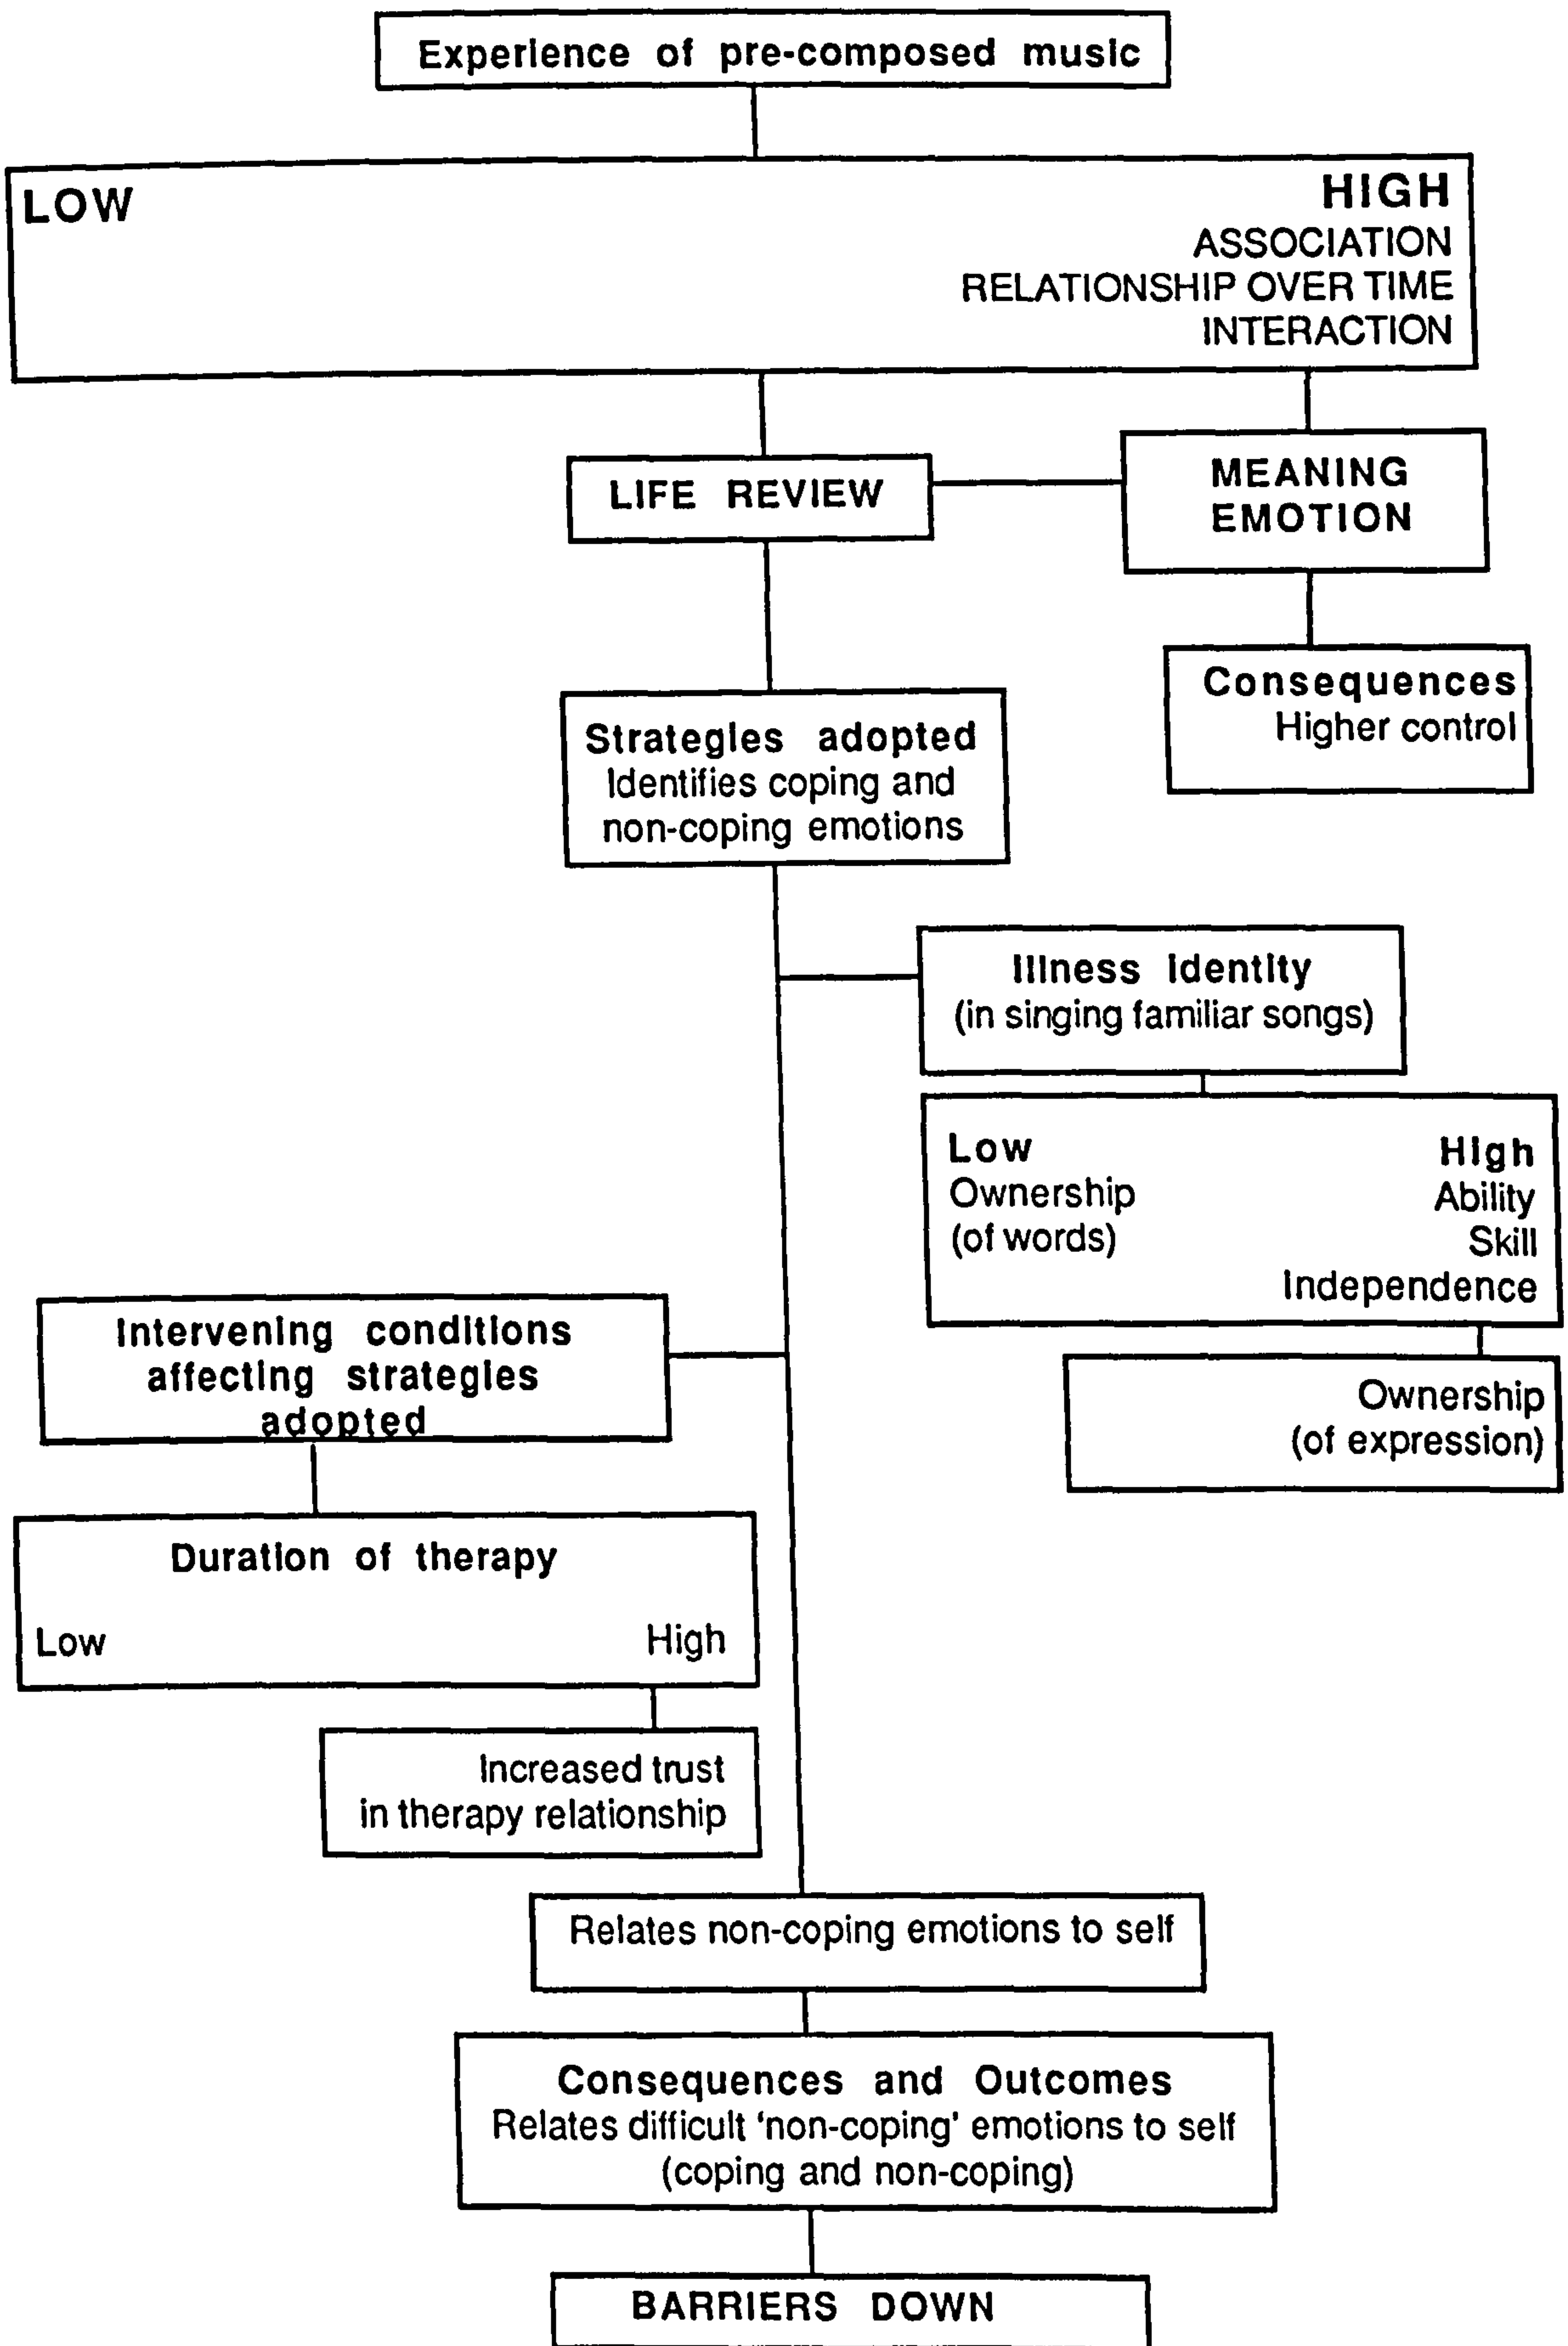 Experience of pre-composed music
LOW
HIGH
ASSOCIATION
RELATIONSHIP OVER TIME
INTERACTION
LIFE REVIEW
MEANING
EMOTION
Consequences
Higher control
Strategies adopted
Identifies coping and
non-coping emotions
Illness identity
(in singing familiar songs)
Low
Ownership
(of words)
High
Ability
Skill
Independence
Ownership
(of expression)
Intervening conditions
affecting strategies
adopted
Duration of therapy
Low
High
Increased trust
in therapy relationship
Relates non-coping emotions to self
Consequences and Outcomes
Relates difficult ‘non-coping’ emotions to self
(coping and non-coping)
BARRIERS DOWN